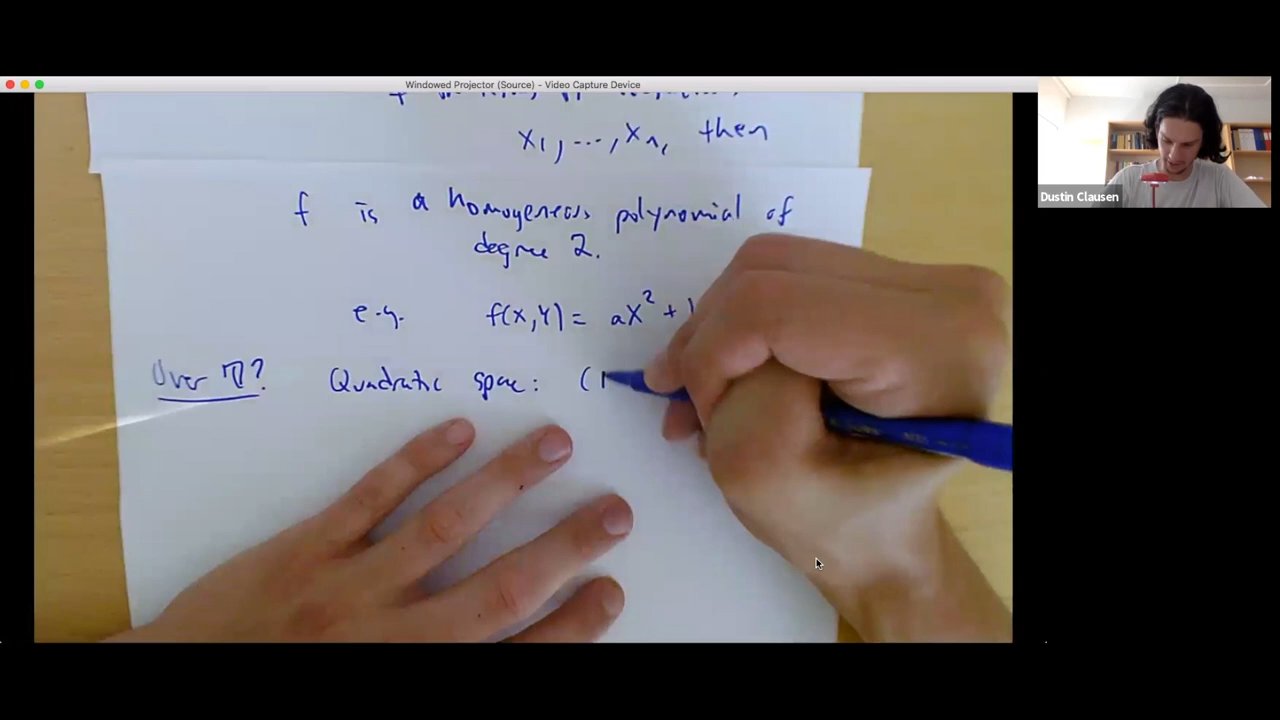 Windowed Projector (Source) - Video Capture Device
x₁, ..., xₙ, then
f is a homogeneous polynomial of
degree 2.
e.g. f(x,y) = ax² +
Over ℤ? Quadratic space: (
Dustin Clausen